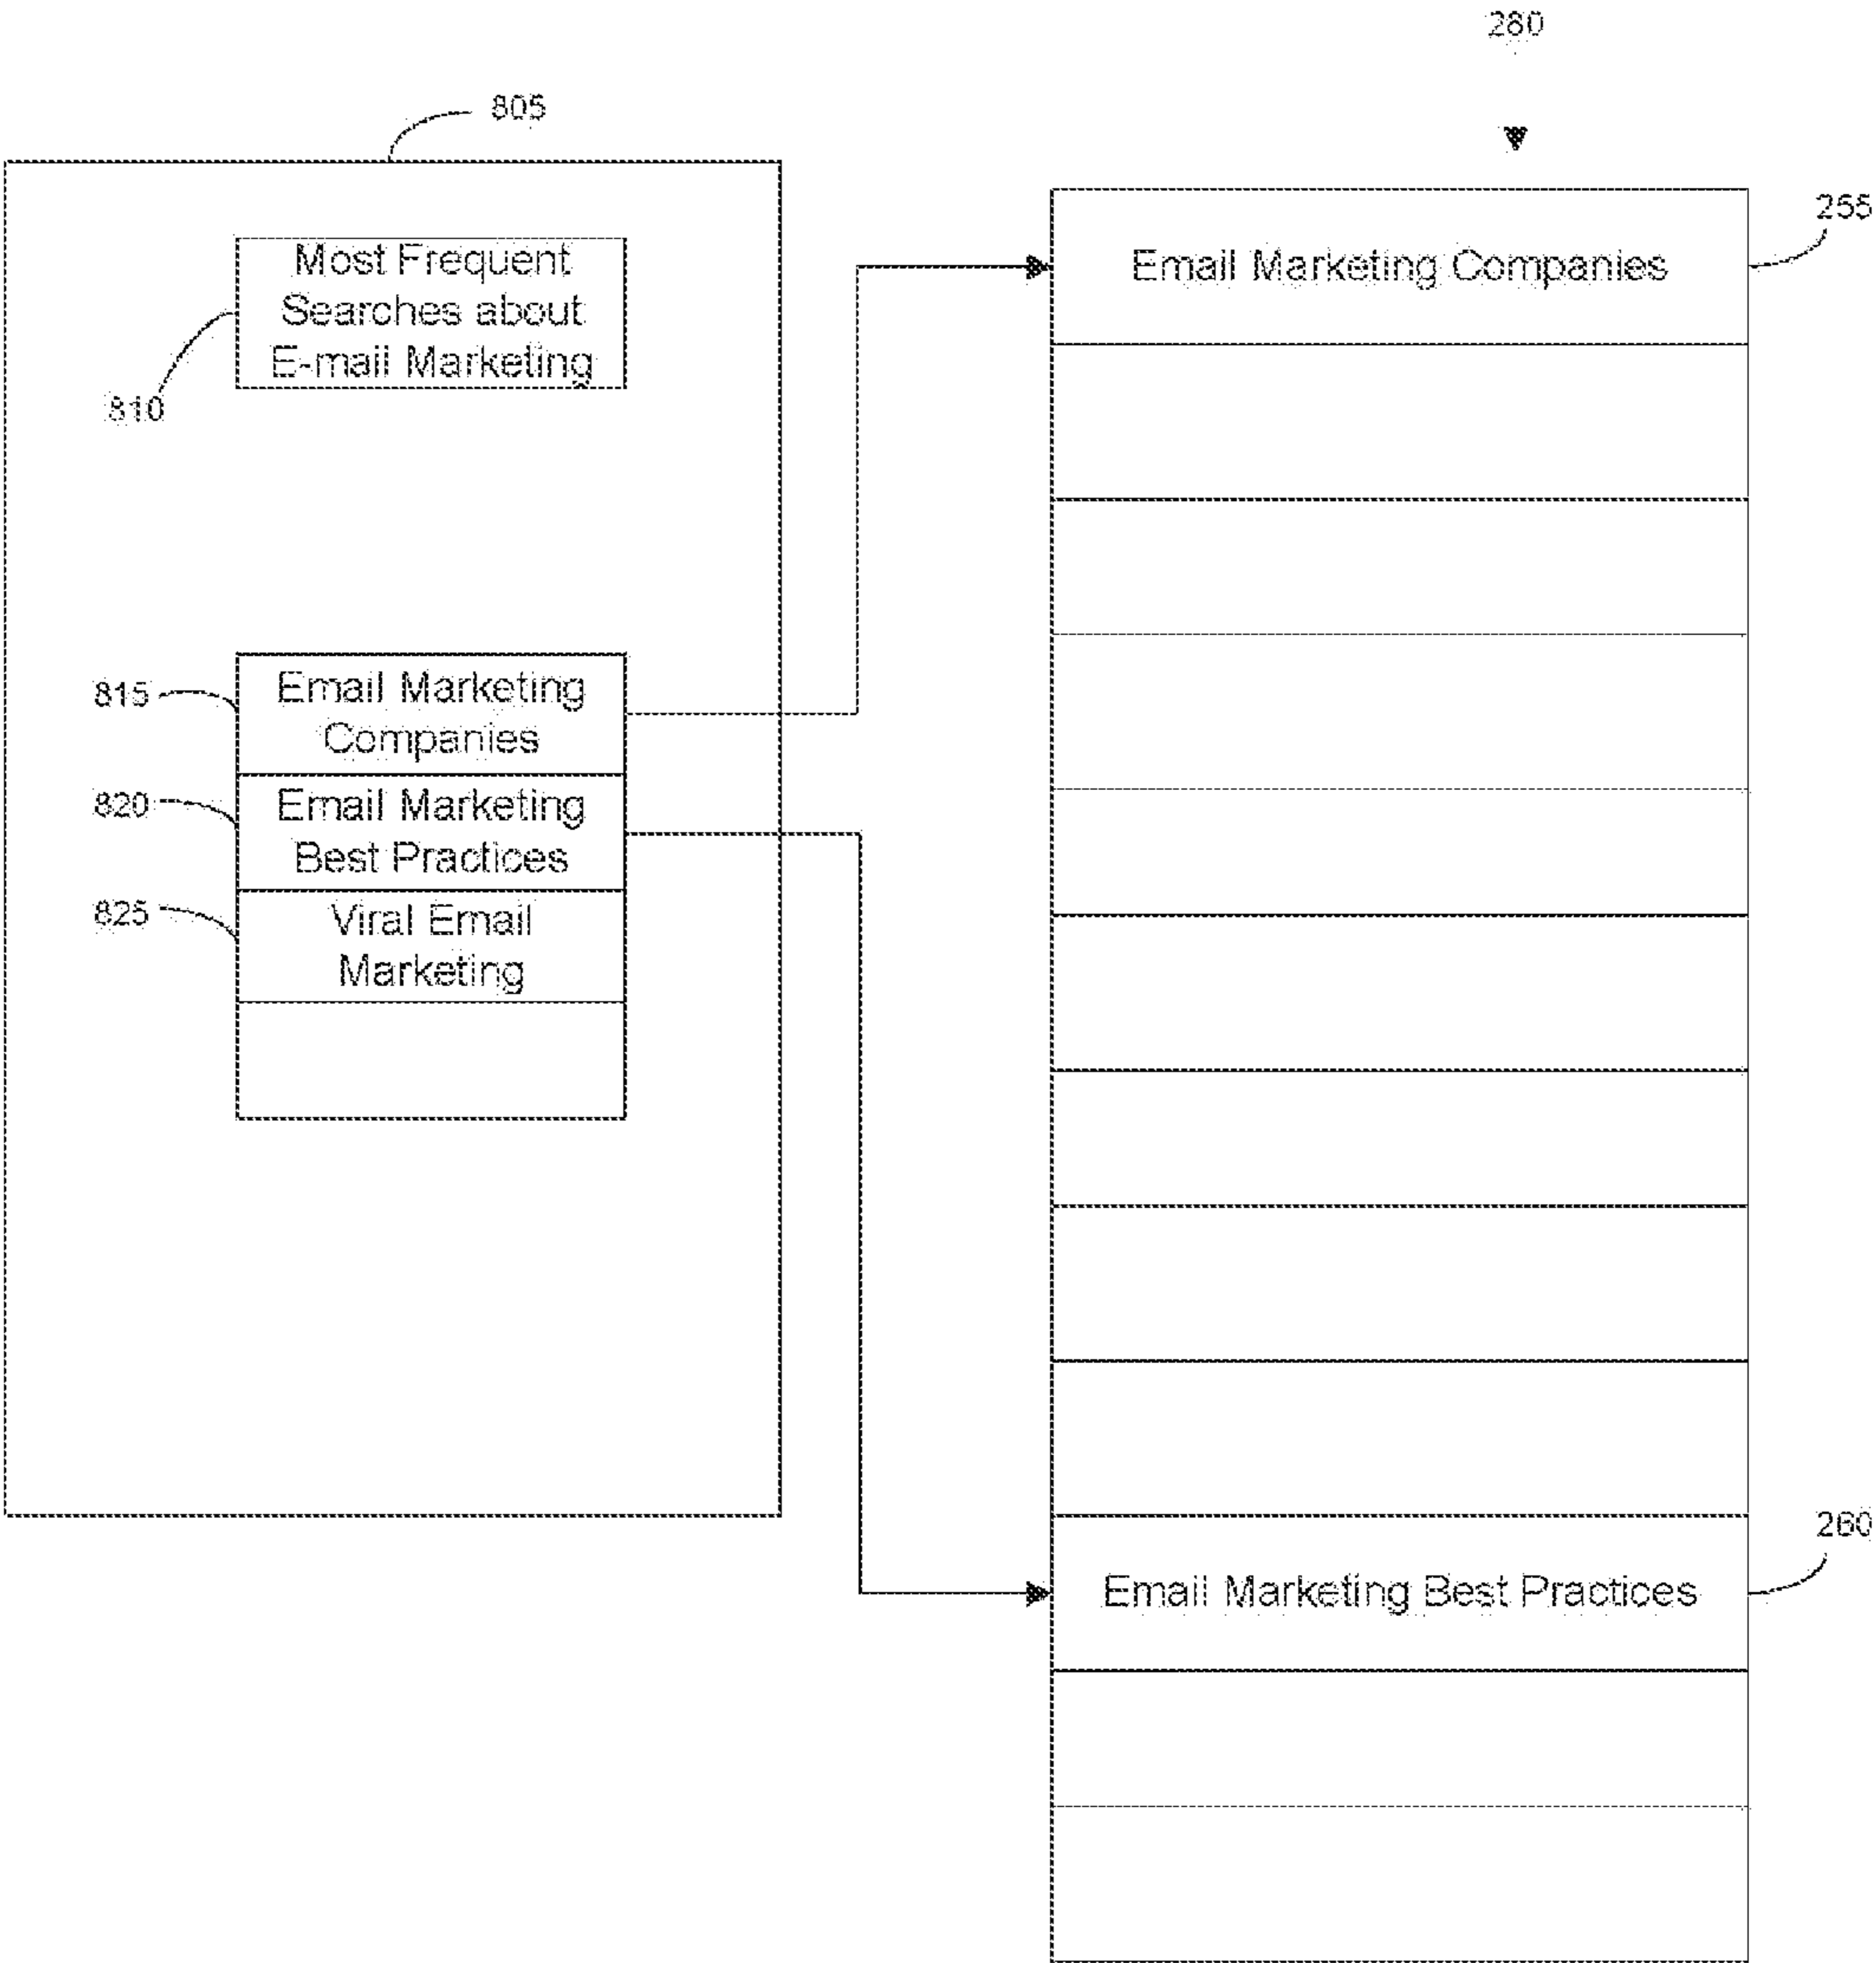 280
805
Most Frequent
Searches about
E-mail Marketing
810
255
Email Marketing Companies
815
Email Marketing
Companies
820
Email Marketing
Best Practices
825
Viral Email
Marketing
260
Email Marketing Best Practices